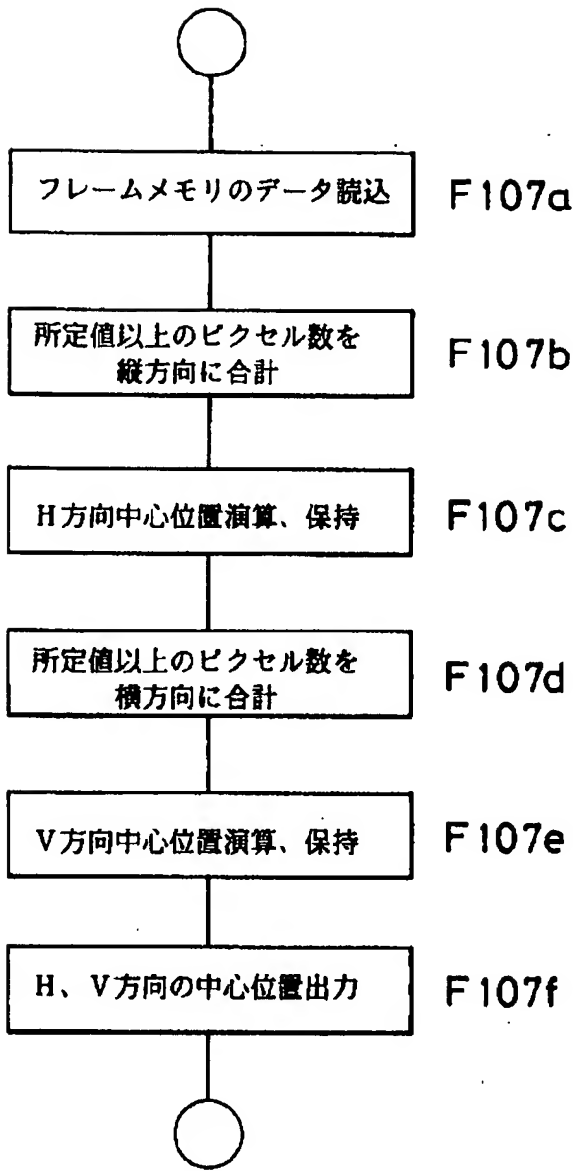 フレームメモリのデータ読込
F107a
所定値以上のピクセル数を
縦方向に合計
F107b
H方向中心位置演算、保持
F107c
所定値以上のピクセル数を
横方向に合計
F107d
V方向中心位置演算、保持
F107e
H、V方向の中心位置出力
F107f